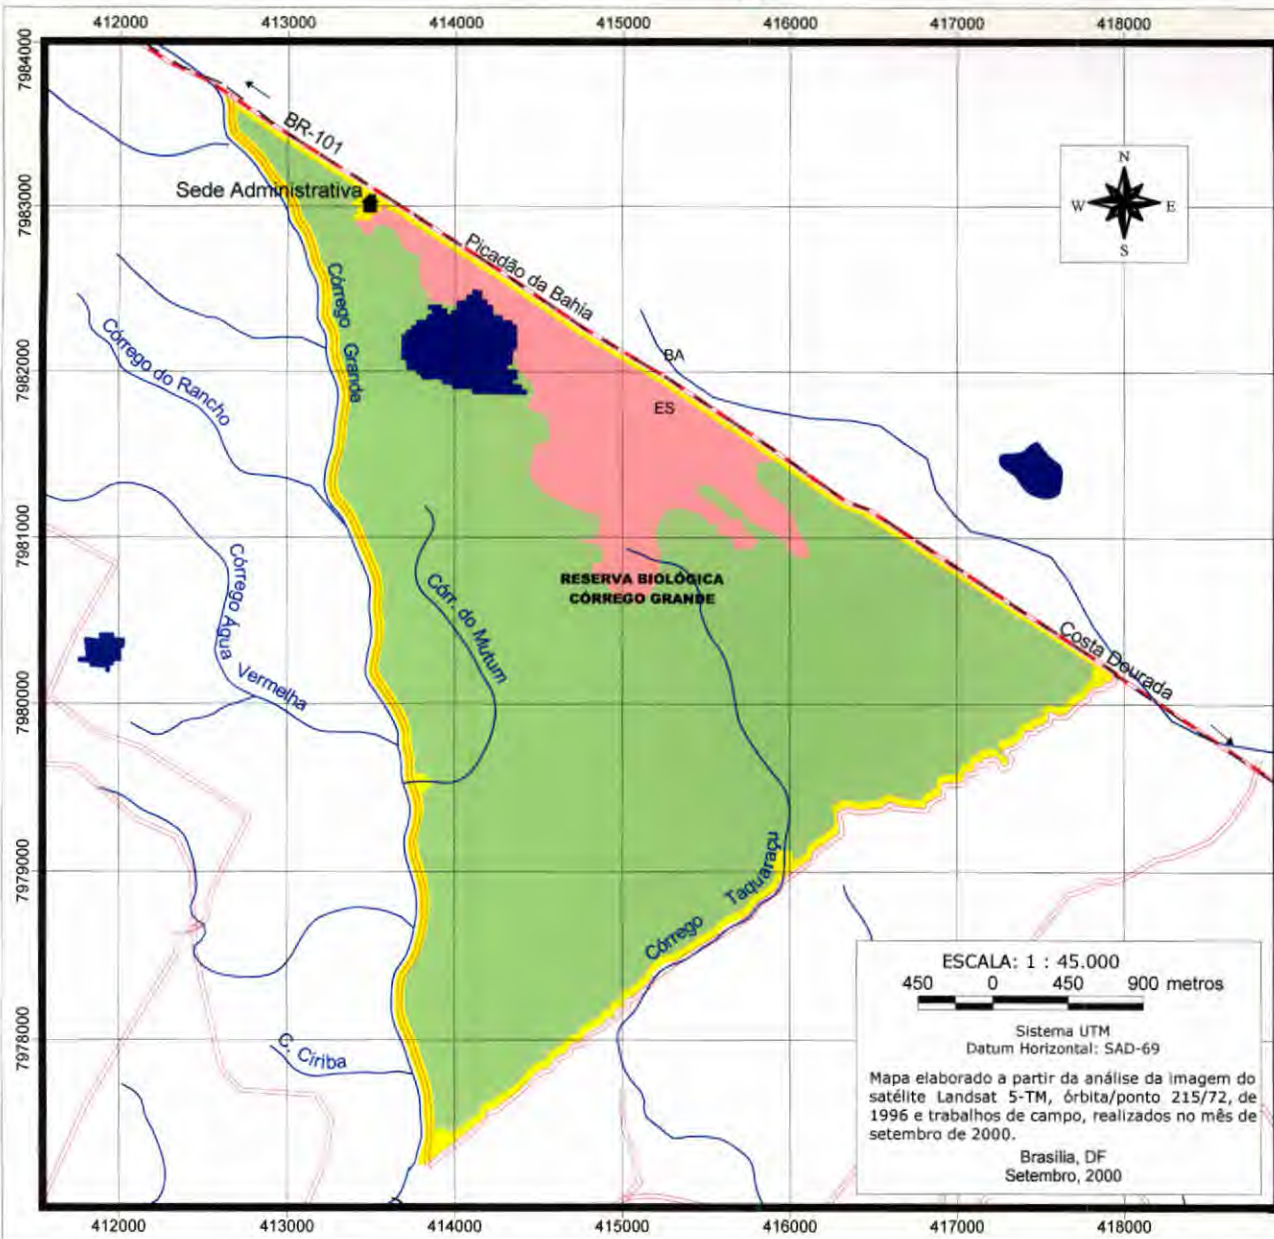 412000 413000 414000 415000 416000 417000 418000
7984000
7983000
7982000
7981000
7980000
7979000
7978000
BR-101
Sede Administrativa
Picadão da Bahia
N
W E
S
Córrego Grande
Córrego do Rancho
BA
ES
Córrego Água Vermelha
Córr. do Mutum
RESERVA BIOLÓGICA
CÓRREGO GRANDE
Costa Dourada
Córrego Taquaraçu
C. Ciriba
ESCALA: 1 : 45.000
450 0 450 900 metros
Sistema UTM
Datum Horizontal: SAD-69
Mapa elaborado a partir da análise da imagem do
satélite Landsat 5-TM, órbita/ponto 215/72, de
1996 e trabalhos de campo, realizados no mês de
setembro de 2000.
Brasília, DF
Setembro, 2000
412000 413000 414000 415000 416000 417000 418000